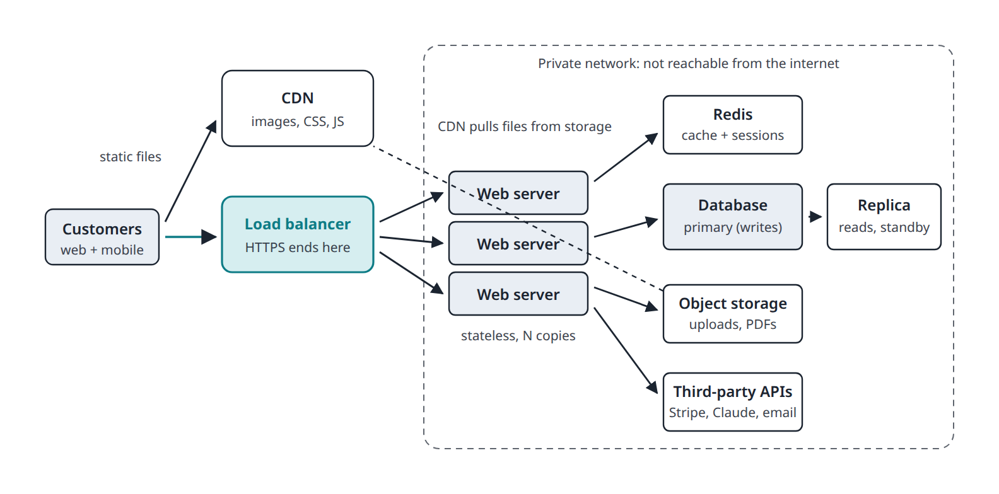 Private network: not reachable from the internet
CDN
images, CSS, JS
CDN pulls files from storage
Redis
cache + sessions
static files
Customers
web + mobile
Load balancer
HTTPS ends here
Web server
Web server
Web server
stateless, N copies
Database
primary (writes)
Replica
reads, standby
Object storage
uploads, PDFs
Third-party APIs
Stripe, Claude, email